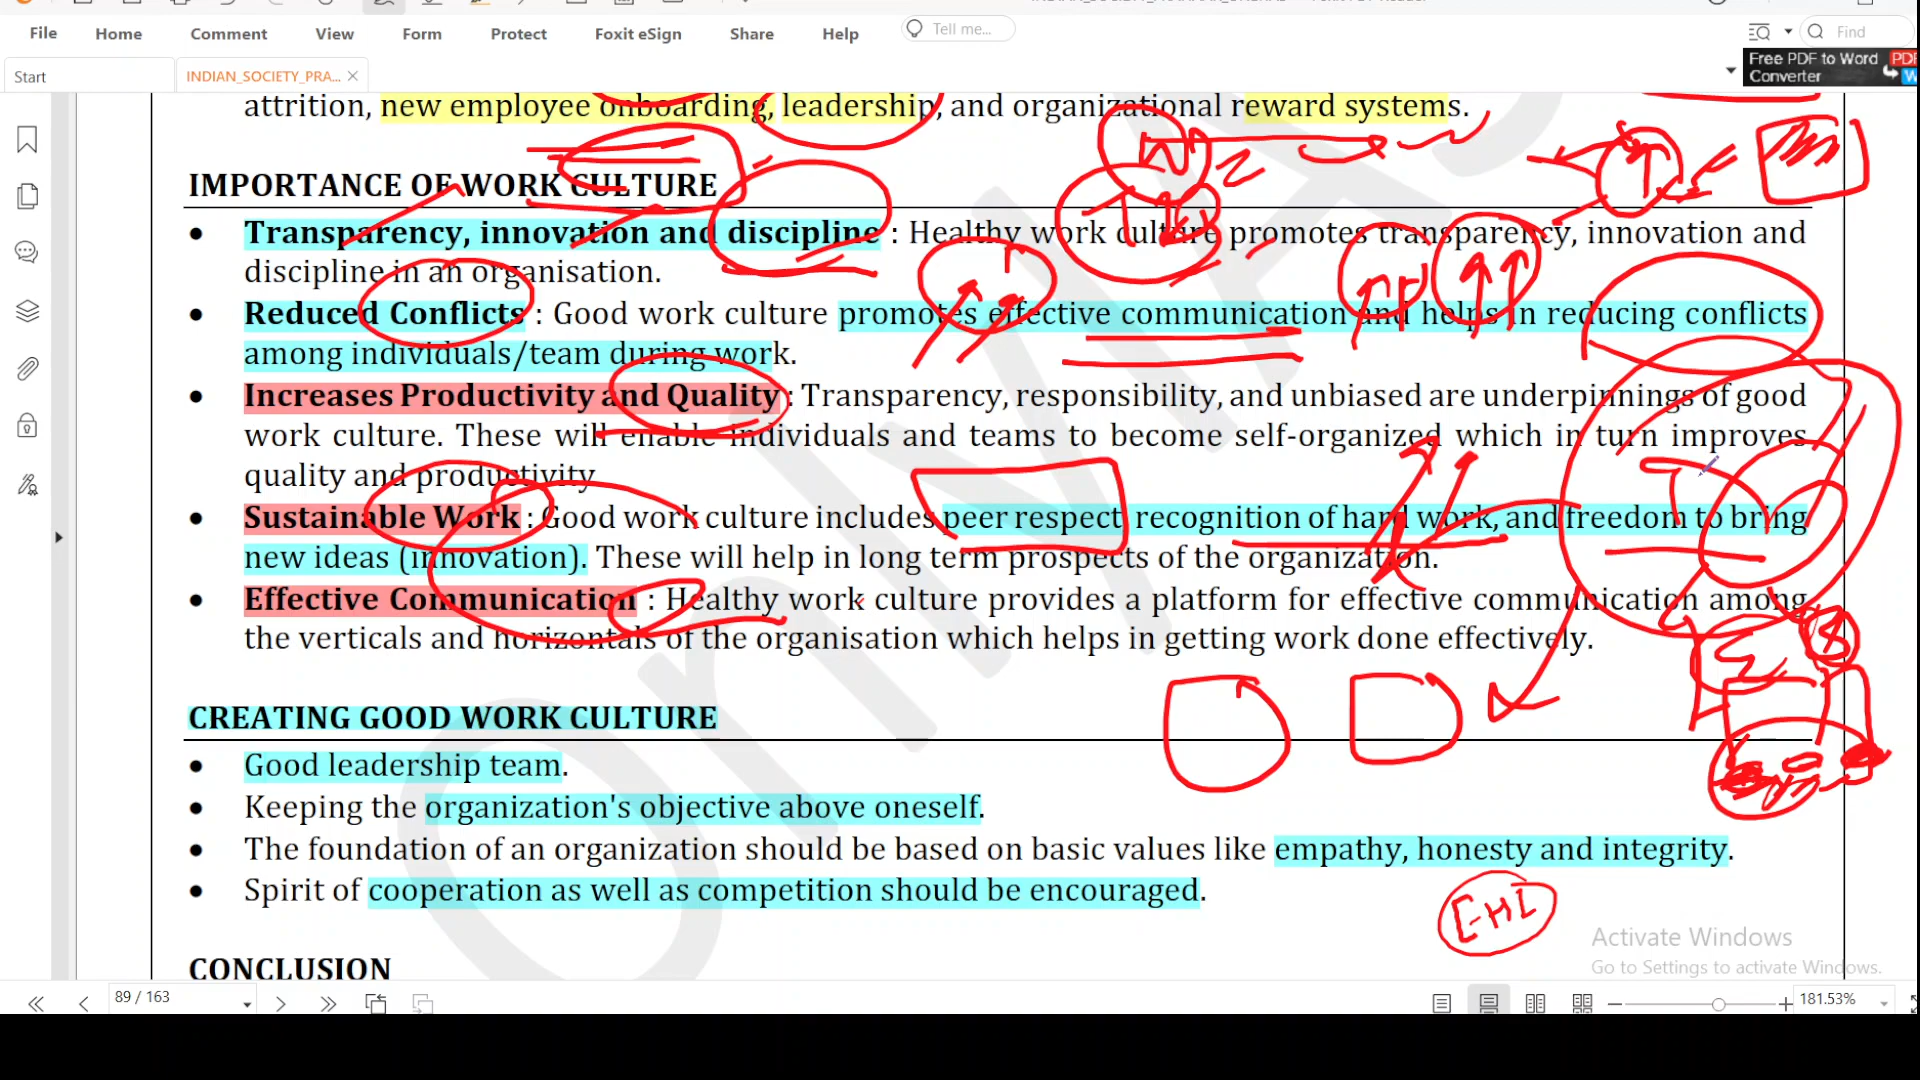 File Home Comment View Form Protect Foxit eSign Share Help Tell me... Find
Free PDF to Word Converter PDF W
Start INDIAN_SOCIETY_PRA...
attrition, new employee onboarding, leadership, and organizational reward systems.
IMPORTANCE OF WORK CULTURE
● Transparency, innovation and discipline : Healthy work culture promotes transparency, innovation and
discipline in an organisation.
● Reduced Conflicts : Good work culture promotes effective communication and helps in reducing conflicts
among individuals/team during work.
● Increases Productivity and Quality : Transparency, responsibility, and unbiased are underpinnings of good
work culture. These will enable individuals and teams to become self-organized which in turn improves
quality and productivity
● Sustainable Work : Good work culture includes peer respect, recognition of hard work, and freedom to bring
new ideas (innovation). These will help in long term prospects of the organization.
● Effective Communication : Healthy work culture provides a platform for effective communication among
the verticals and horizontals of the organisation which helps in getting work done effectively.
CREATING GOOD WORK CULTURE
● Good leadership team.
● Keeping the organization's objective above oneself.
● The foundation of an organization should be based on basic values like empathy, honesty and integrity.
● Spirit of cooperation as well as competition should be encouraged.
EHI
CONCLUSION
Activate Windows
Go to Settings to activate Windows.
89 / 163 181.53%